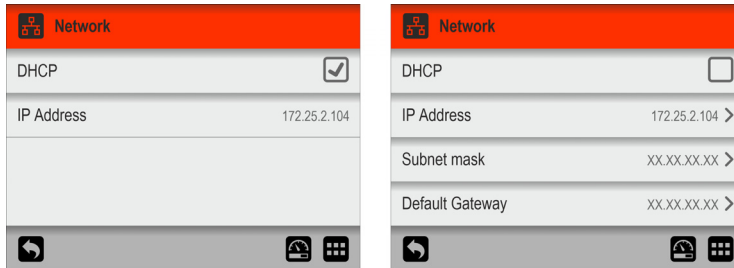 Network
DHCP
IP Address 172.25.2.104
Network
DHCP
IP Address 172.25.2.104
Subnet mask XX.XX.XX.XX
Default Gateway XX.XX.XX.XX